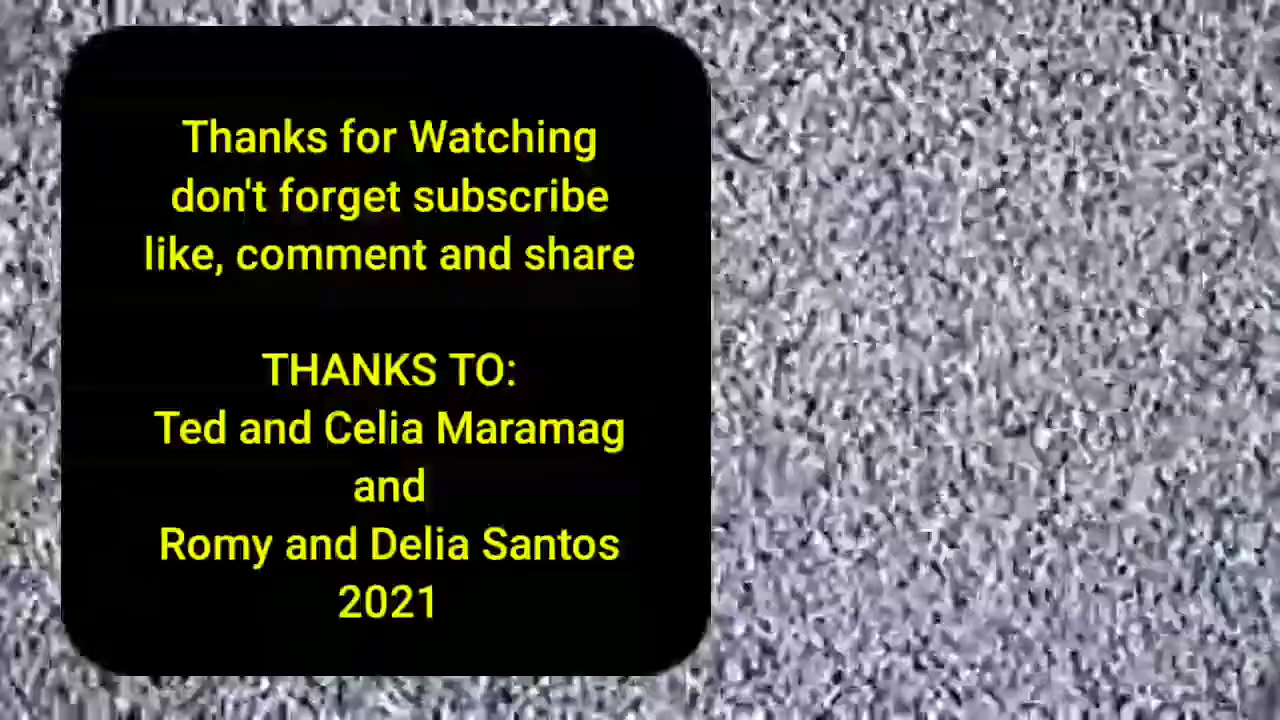 Thanks for Watching
don't forget subscribe
like, comment and share
THANKS TO:
Ted and Celia Maramag
and
Romy and Delia Santos
2021